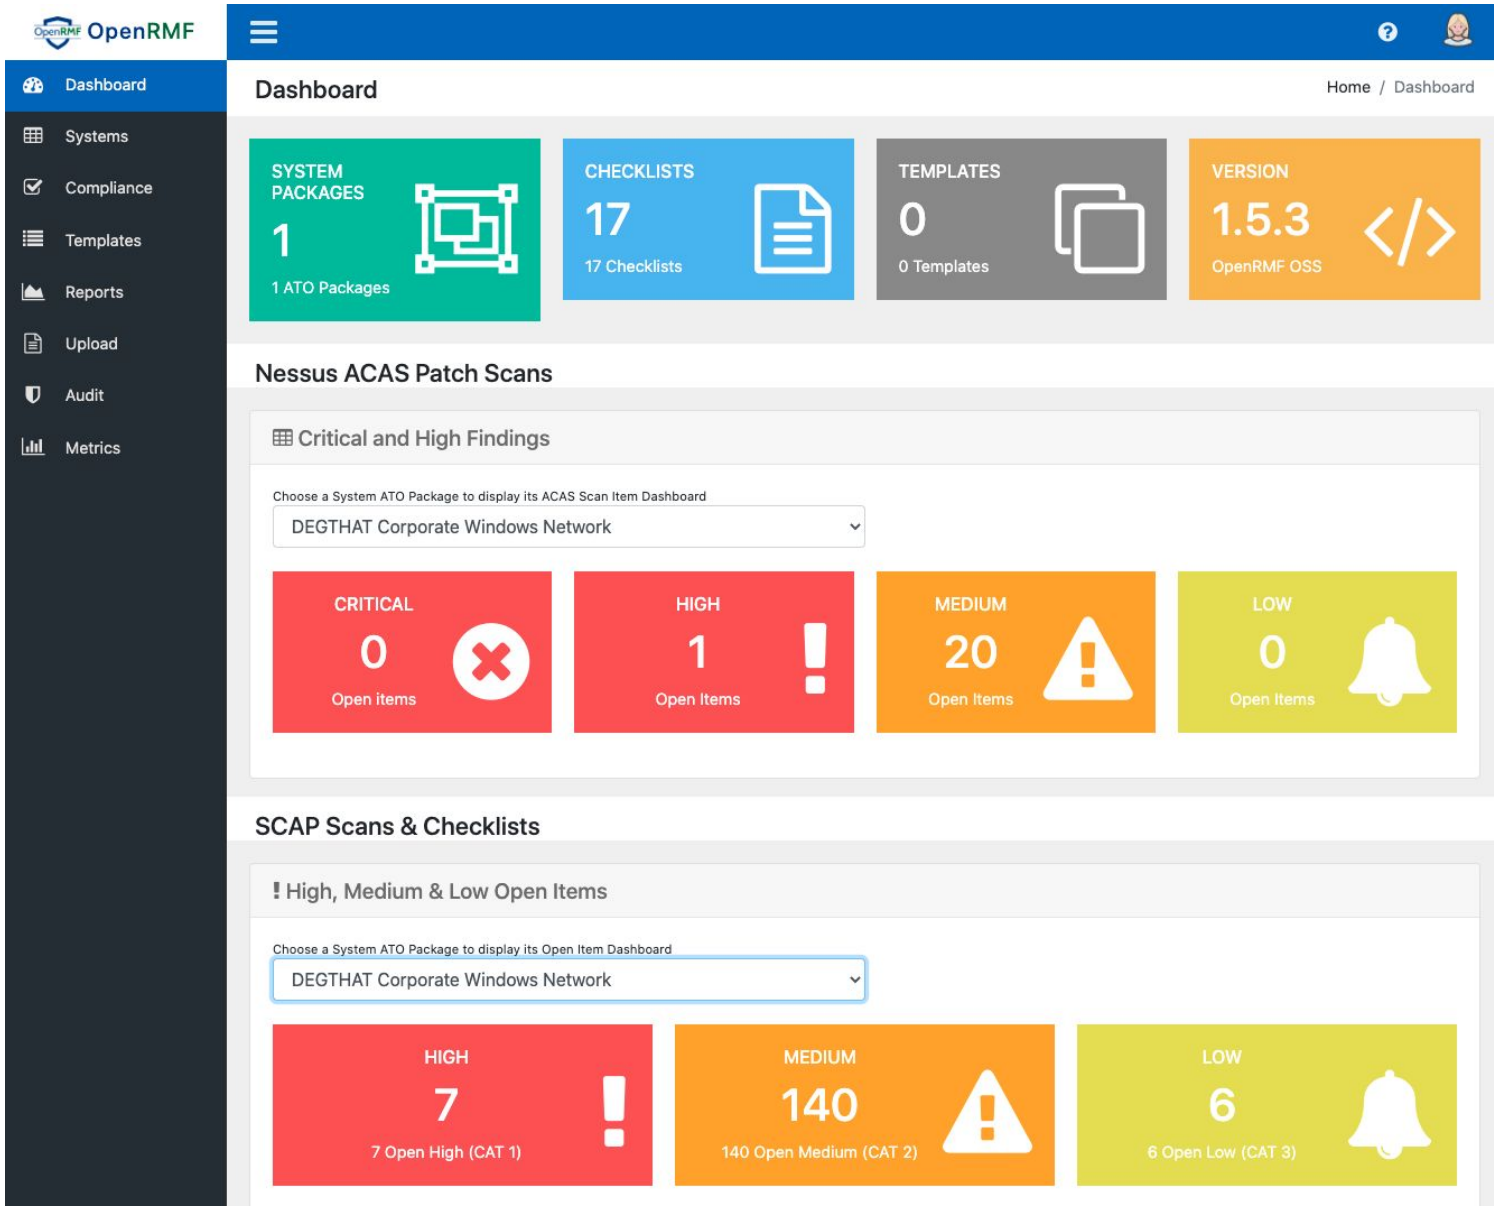 OpenRMF OpenRMF
Dashboard
Systems
Compliance
Templates
Reports
Upload
Audit
Metrics
?
Dashboard
Home / Dashboard
SYSTEM
PACKAGES
1
1 ATO Packages
CHECKLISTS
17
17 Checklists
TEMPLATES
0
0 Templates
VERSION
1.5.3
OpenRMF OSS
</>
Nessus ACAS Patch Scans
Critical and High Findings
Choose a System ATO Package to display its ACAS Scan Item Dashboard
DEGTHAT Corporate Windows Network
CRITICAL
0
Open items
HIGH
1
Open Items
MEDIUM
20
Open Items
LOW
0
Open Items
SCAP Scans & Checklists
! High, Medium & Low Open Items
Choose a System ATO Package to display its Open Item Dashboard
DEGTHAT Corporate Windows Network
HIGH
7
7 Open High (CAT 1)
MEDIUM
140
140 Open Medium (CAT 2)
LOW
6
6 Open Low (CAT 3)